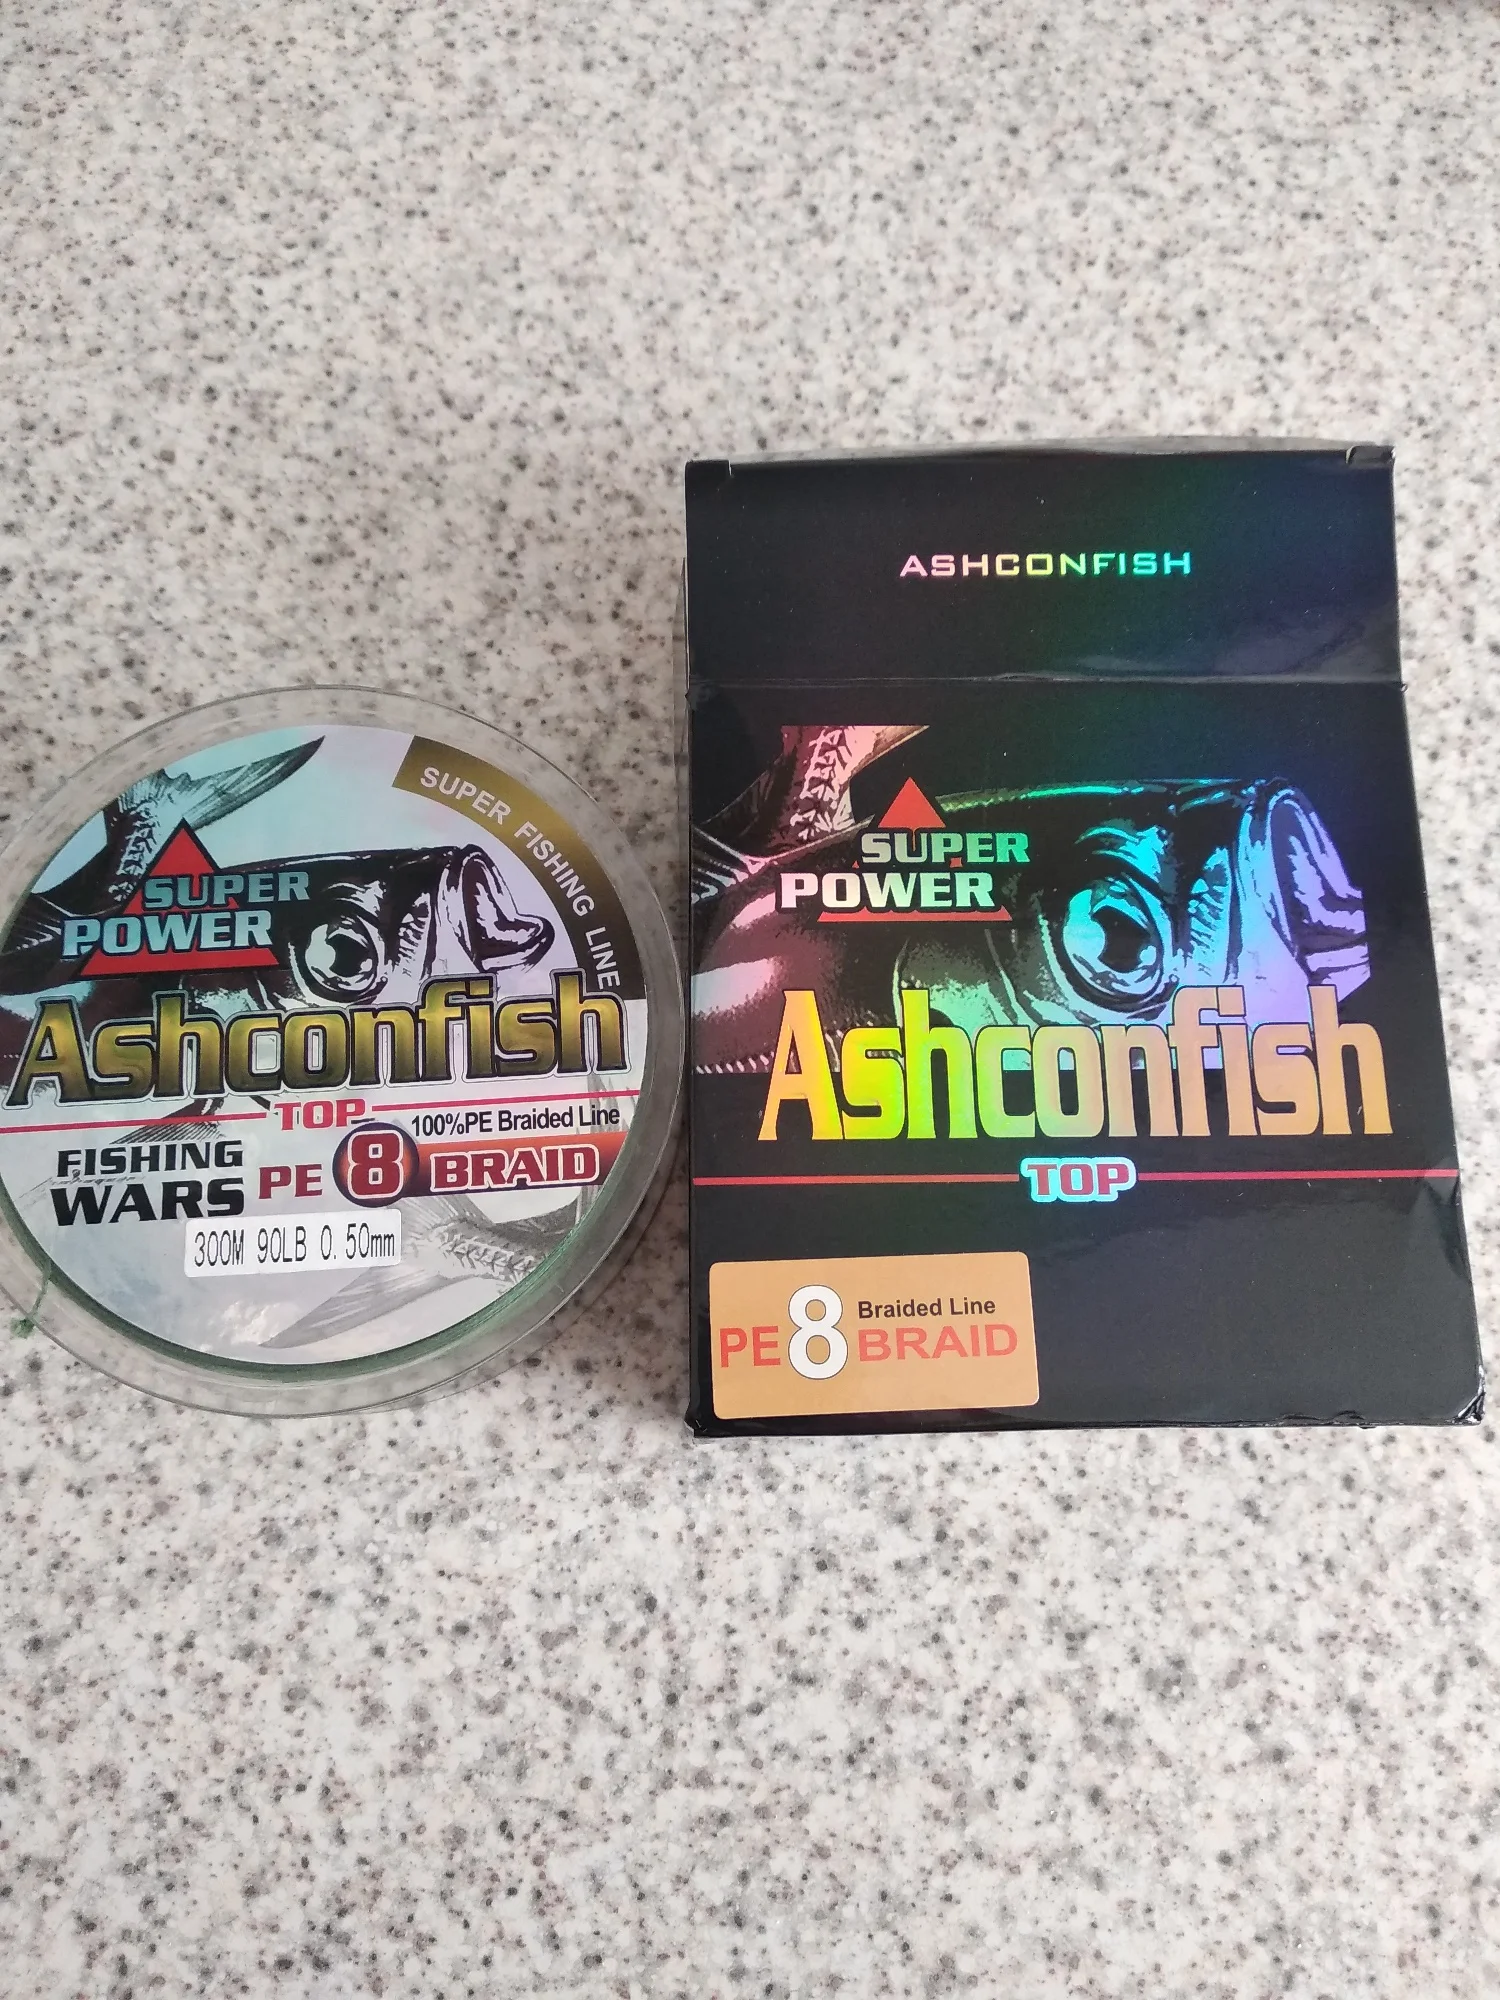 SUPER FISHING LINE
SUPER
POWER
Ashconfish
TOP
100%PE Braided Line
FISHING
WARS
PE 8 BRAID
300M 90LB 0.50mm
ASHCONFISH
SUPER
POWER
Ashconfish
TOP
Braided Line
PE 8 BRAID